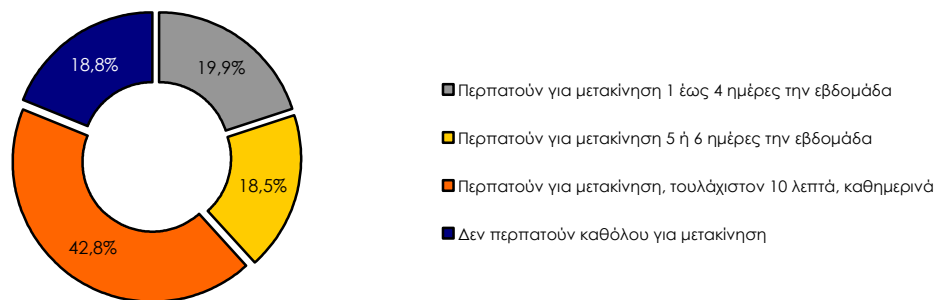 18,8%
19,9%
18,5%
42,8%
Περπατούν για μετακίνηση 1 έως 4 ημέρες την εβδομάδα
Περπατούν για μετακίνηση 5 ή 6 ημέρες την εβδομάδα
Περπατούν για μετακίνηση, τουλάχιστον 10 λεπτά, καθημερινά
Δεν περπατούν καθόλου για μετακίνηση